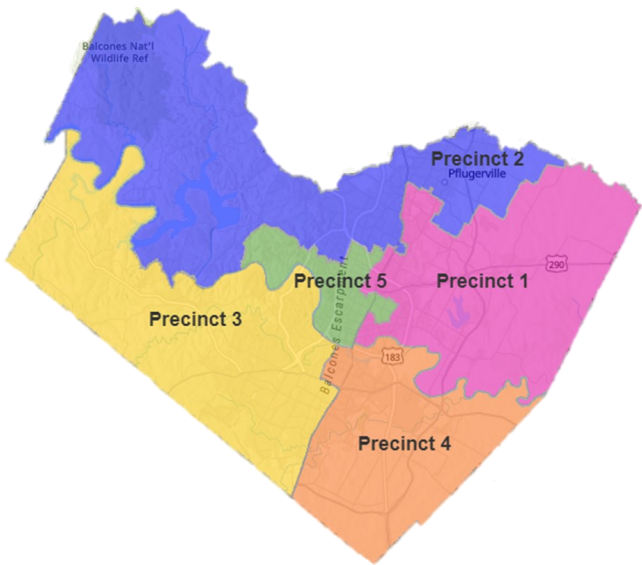 Balcones Nat'l
Wildlife Ref
Precinct 2
Pflugerville
290
Precinct 5
Precinct 1
Precinct 3
Balcones Escarpment
183
Precinct 4